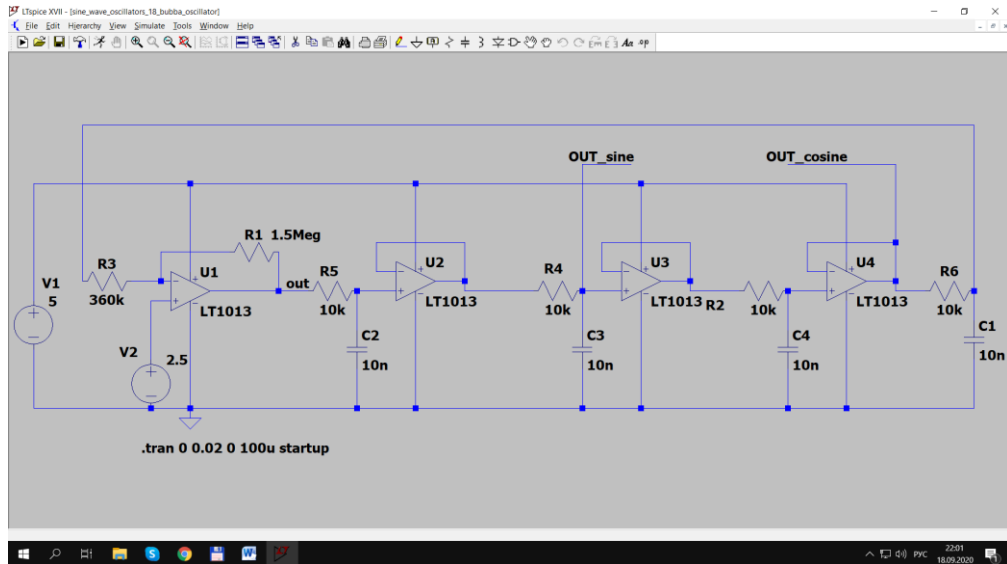 LTspice XVII - [sine_wave_oscillators_18_bubba_oscillator]
File Edit Hierarchy View Simulate Tools Window Help
OUT_sine OUT_cosine
R1 1.5Meg
R3
360k
V1
5
U1
LT1013
out
R5
10k
U2
LT1013
R4
10k
U3
LT1013
R2
10k
U4
LT1013
R6
10k
V2
2.5
C2
10n
C3
10n
C4
10n
C1
10n
.tran 0 0.02 0 100u startup
РУС
22:01
18.09.2020